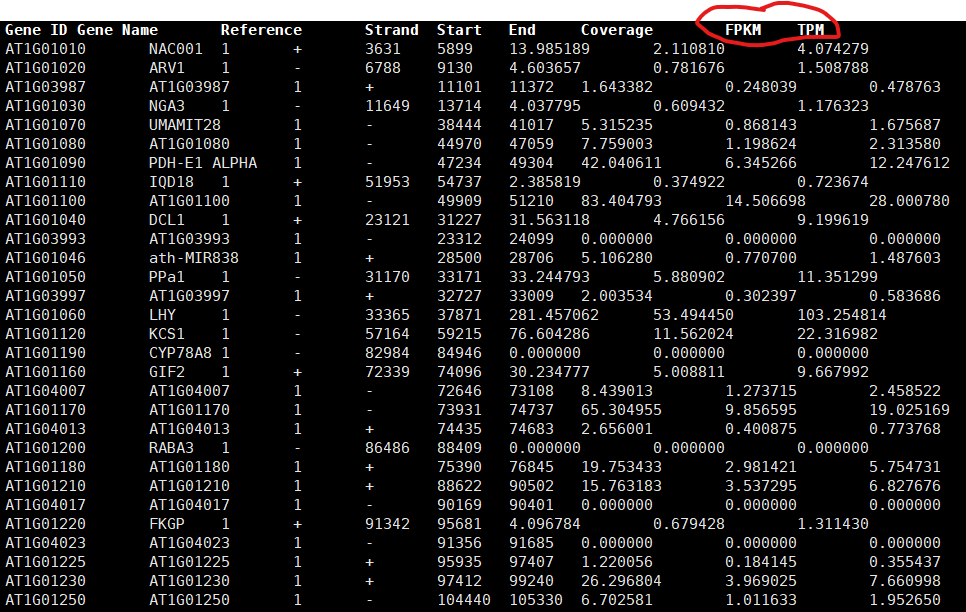 Gene ID Gene Name Reference Strand Start End Coverage FPKM TPM
AT1G01010 NAC001 1 + 3631 5899 13.985189 2.110810 4.074279
AT1G01020 ARV1 1 - 6788 9130 4.603657 0.781676 1.508788
AT1G03987 AT1G03987 1 + 11101 11372 1.643382 0.248039 0.478763
AT1G01030 NGA3 1 - 11649 13714 4.037795 0.609432 1.176323
AT1G01070 UMAMIT28 1 - 38444 41017 5.315235 0.868143 1.675687
AT1G01080 AT1G01080 1 - 44970 47059 7.759003 1.198624 2.313580
AT1G01090 PDH-E1 ALPHA 1 - 47234 49304 42.040611 6.345266 12.247612
AT1G01110 IQD18 1 + 51953 54737 2.385819 0.374922 0.723674
AT1G01100 AT1G01100 1 - 49909 51210 83.404793 14.506698 28.000780
AT1G01040 DCL1 1 + 23121 31227 31.563118 4.766156 9.199619
AT1G03993 AT1G03993 1 - 23312 24099 0.000000 0.000000 0.000000
AT1G01046 ath-MIR838 1 + 28500 28706 5.106280 0.770700 1.487603
AT1G01050 PPa1 1 - 31170 33171 33.244793 5.880902 11.351299
AT1G03997 AT1G03997 1 + 32727 33009 2.003534 0.302397 0.583686
AT1G01060 LHY 1 - 33365 37871 281.457062 53.494450 103.254814
AT1G01120 KCS1 1 - 57164 59215 76.604286 11.562024 22.316982
AT1G01190 CYP78A8 1 - 82984 84946 0.000000 0.000000 0.000000
AT1G01160 GIF2 1 + 72339 74096 30.234777 5.008811 9.667992
AT1G04007 AT1G04007 1 - 72646 73108 8.439013 1.273715 2.458522
AT1G01170 AT1G01170 1 - 73931 74737 65.304955 9.856595 19.025169
AT1G04013 AT1G04013 1 + 74435 74683 2.656001 0.400875 0.773768
AT1G01200 RABA3 1 - 86486 88409 0.000000 0.000000 0.000000
AT1G01180 AT1G01180 1 + 75390 76845 19.753433 2.981421 5.754731
AT1G01210 AT1G01210 1 + 88622 90502 15.763183 3.537295 6.827676
AT1G04017 AT1G04017 1 - 90169 90401 0.000000 0.000000 0.000000
AT1G01220 FKGP 1 + 91342 95681 4.096784 0.679428 1.311430
AT1G04023 AT1G04023 1 - 91356 91685 0.000000 0.000000 0.000000
AT1G01225 AT1G01225 1 + 95935 97407 1.220056 0.184145 0.355437
AT1G01230 AT1G01230 1 + 97412 99240 26.296804 3.969025 7.660998
AT1G01250 AT1G01250 1 - 104440 105330 6.702581 1.011633 1.952650